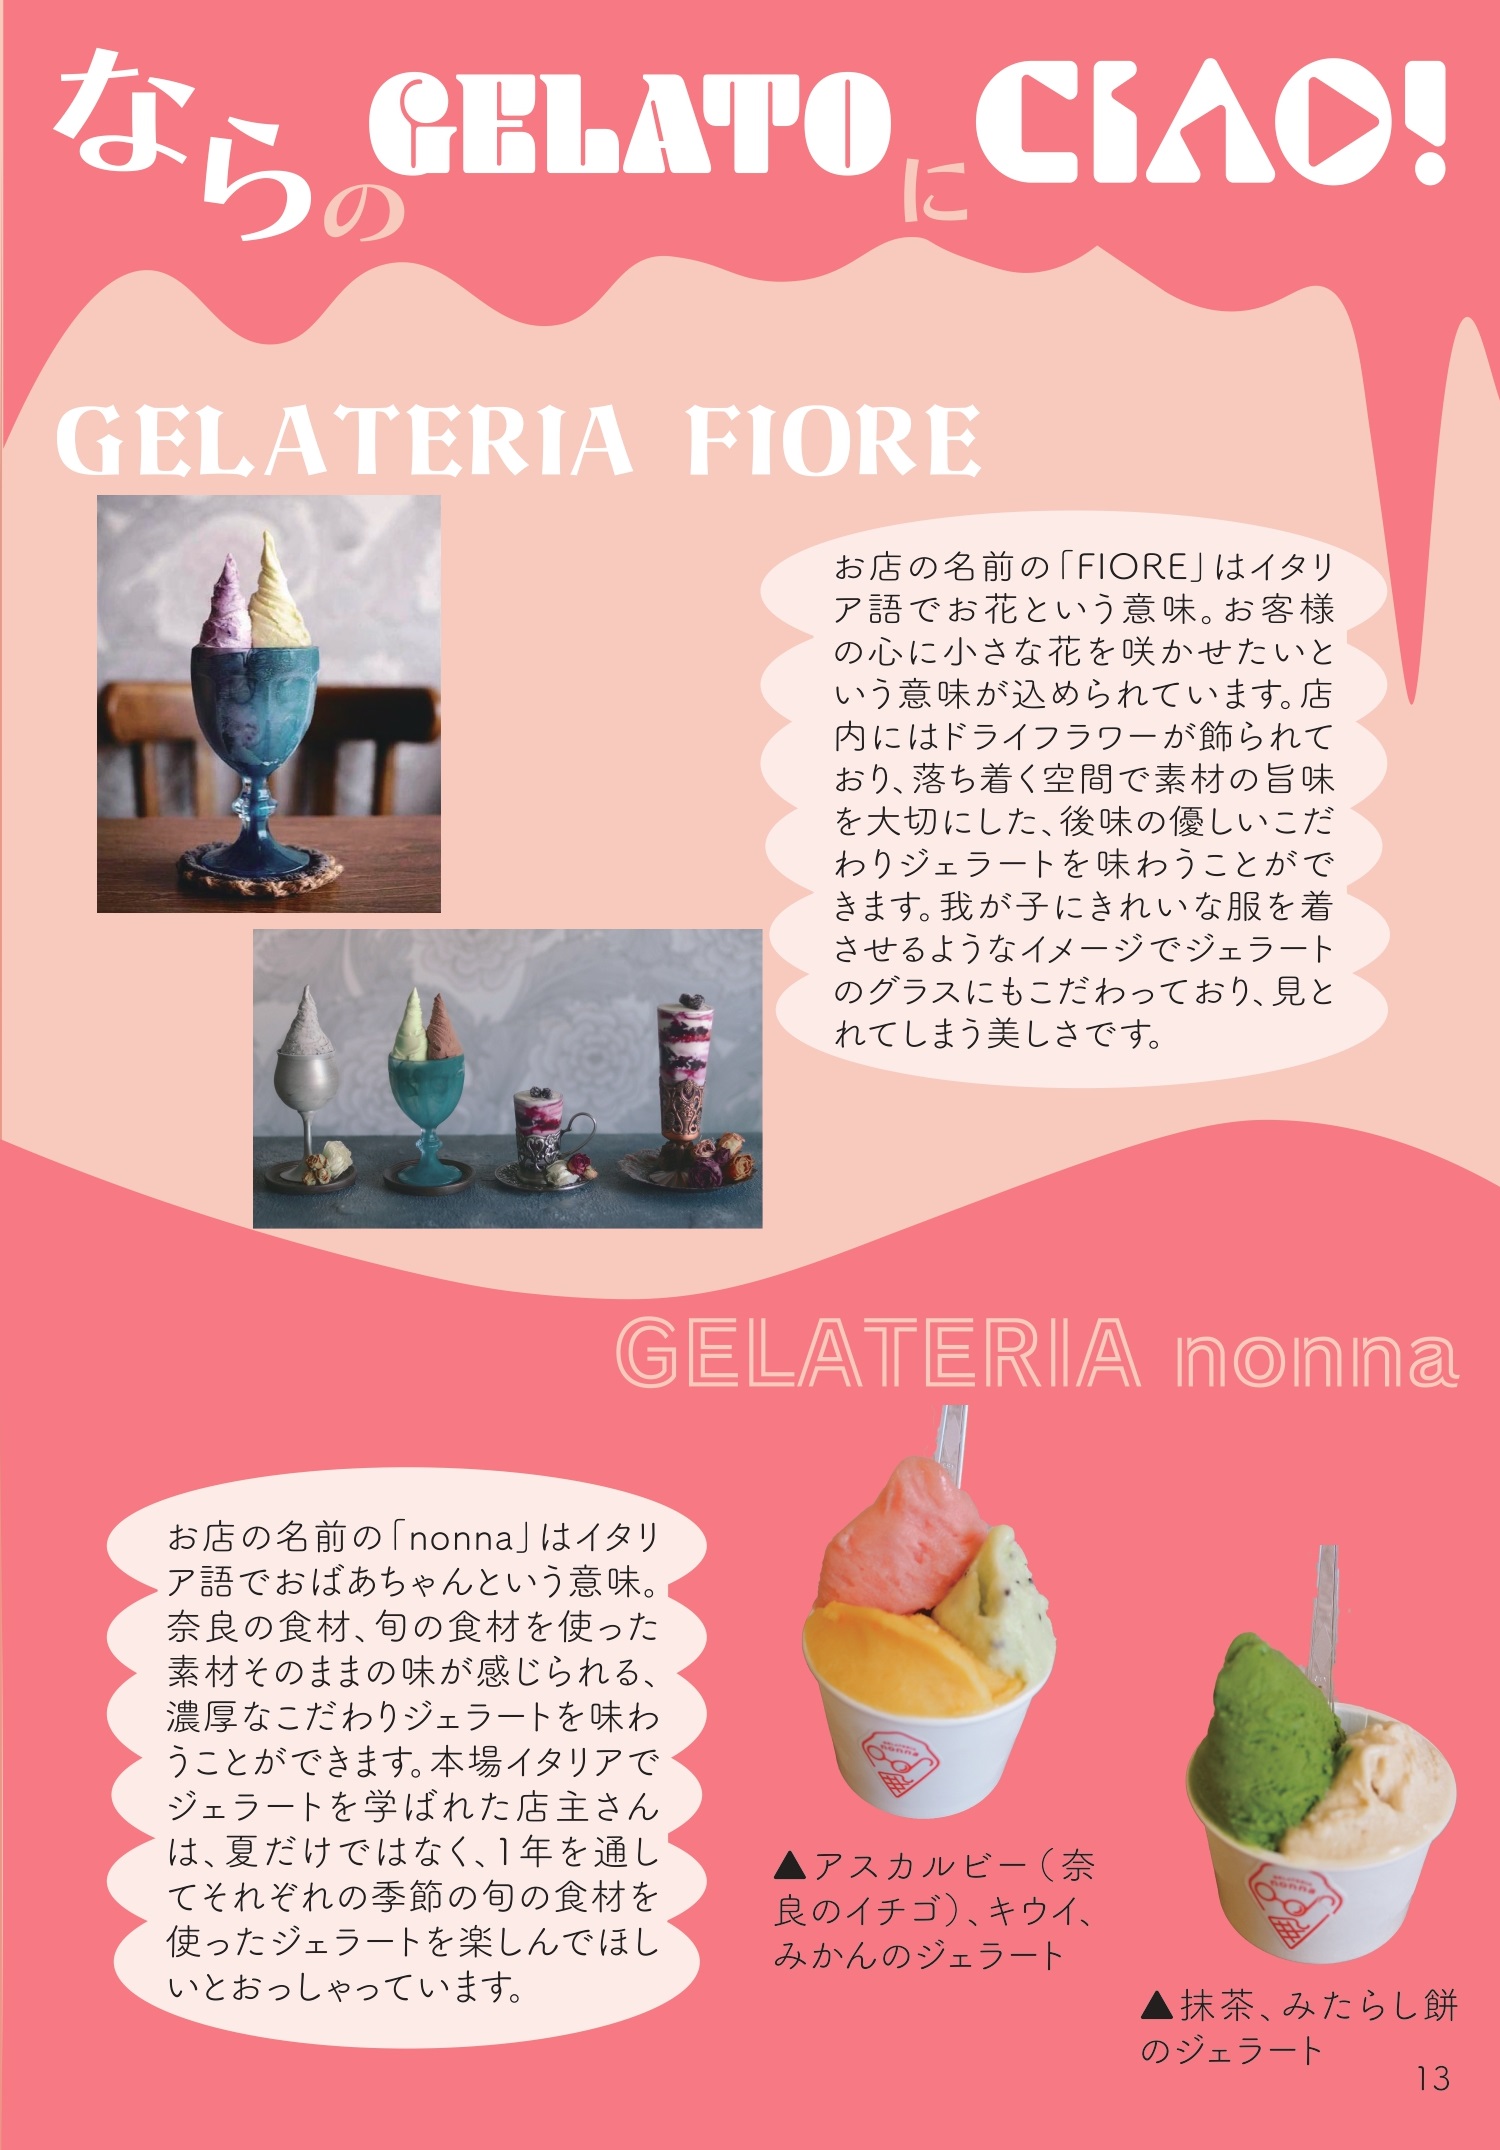 ならのGELATOにCIAO!
GELATERIA FIORE
お店の名前の「FIORE」はイタリ
ア語でお花という意味。お客様
の心に小さな花を咲かせたいと
いう意味が込められています。店
内にはドライフラワーが飾られて
おり、落ち着く空間で素材の旨味
を大切にした、後味の優しいこだ
わりジェラートを味わうことがで
きます。我が子にきれいな服を着
させるようなイメージでジェラート
のグラスにもこだわっており、見と
れてしまう美しさです。
GELATERIA nonna
お店の名前の「nonna」はイタリ
ア語でおばあちゃんという意味。
奈良の食材、旬の食材を使った
素材そのままの味が感じられる、
濃厚なこだわりジェラートを味わ
うことができます。本場イタリアで
ジェラートを学ばれた店主さん
は、夏だけではなく、1年を通し
てそれぞれの季節の旬の食材を
使ったジェラートを楽しんでほし
いとおっしゃっています。
GELATERIA
nonna
▲アスカルビー（奈
良のイチゴ）、キウイ、
みかんのジェラート
GELATERIA
nonna
▲抹茶、みたらし餅
のジェラート
13